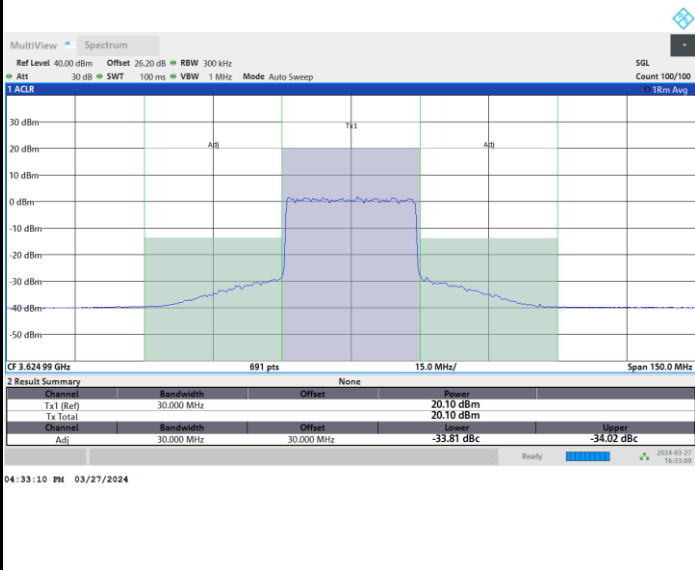 MultiView Spectrum
Ref Level 40.00 dBm Offset 26.20 dB RBW 300 kHz SGL
Att 30 dB SWT 100 ms VBW 1 MHz Mode Auto Sweep Count 100/100
1 ACLR 1Rm Avg
30 dBm
Tx1
20 dBm
Adj Adj
10 dBm
0 dBm
-10 dBm
-20 dBm
-30 dBm
-40 dBm
-50 dBm
CF 3.624 99 GHz 691 pts 15.0 MHz/ Span 150.0 MHz
2 Result Summary None
Channel Bandwidth Offset Power
Tx1 (Ref) 30.000 MHz 20.10 dBm
Tx Total 20.10 dBm
Channel Bandwidth Offset Lower Upper
Adj 30.000 MHz 30.000 MHz -33.81 dBc -34.02 dBc
Ready 2024-03-27
16:33:09
04:33:10 PM 03/27/2024